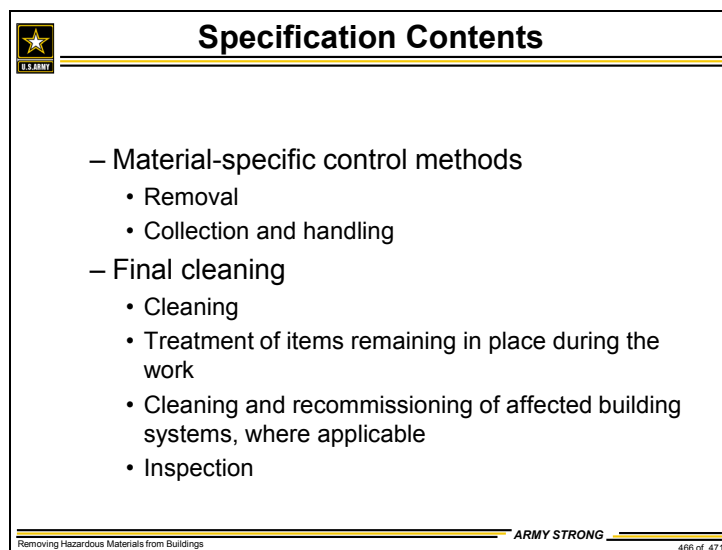 Specification Contents
U.S.ARMY
– Material-specific control methods
• Removal
• Collection and handling
– Final cleaning
• Cleaning
• Treatment of items remaining in place during the
work
• Cleaning and recommissioning of affected building
systems, where applicable
• Inspection
ARMY STRONG
Removing Hazardous Materials from Buildings
466 of 471